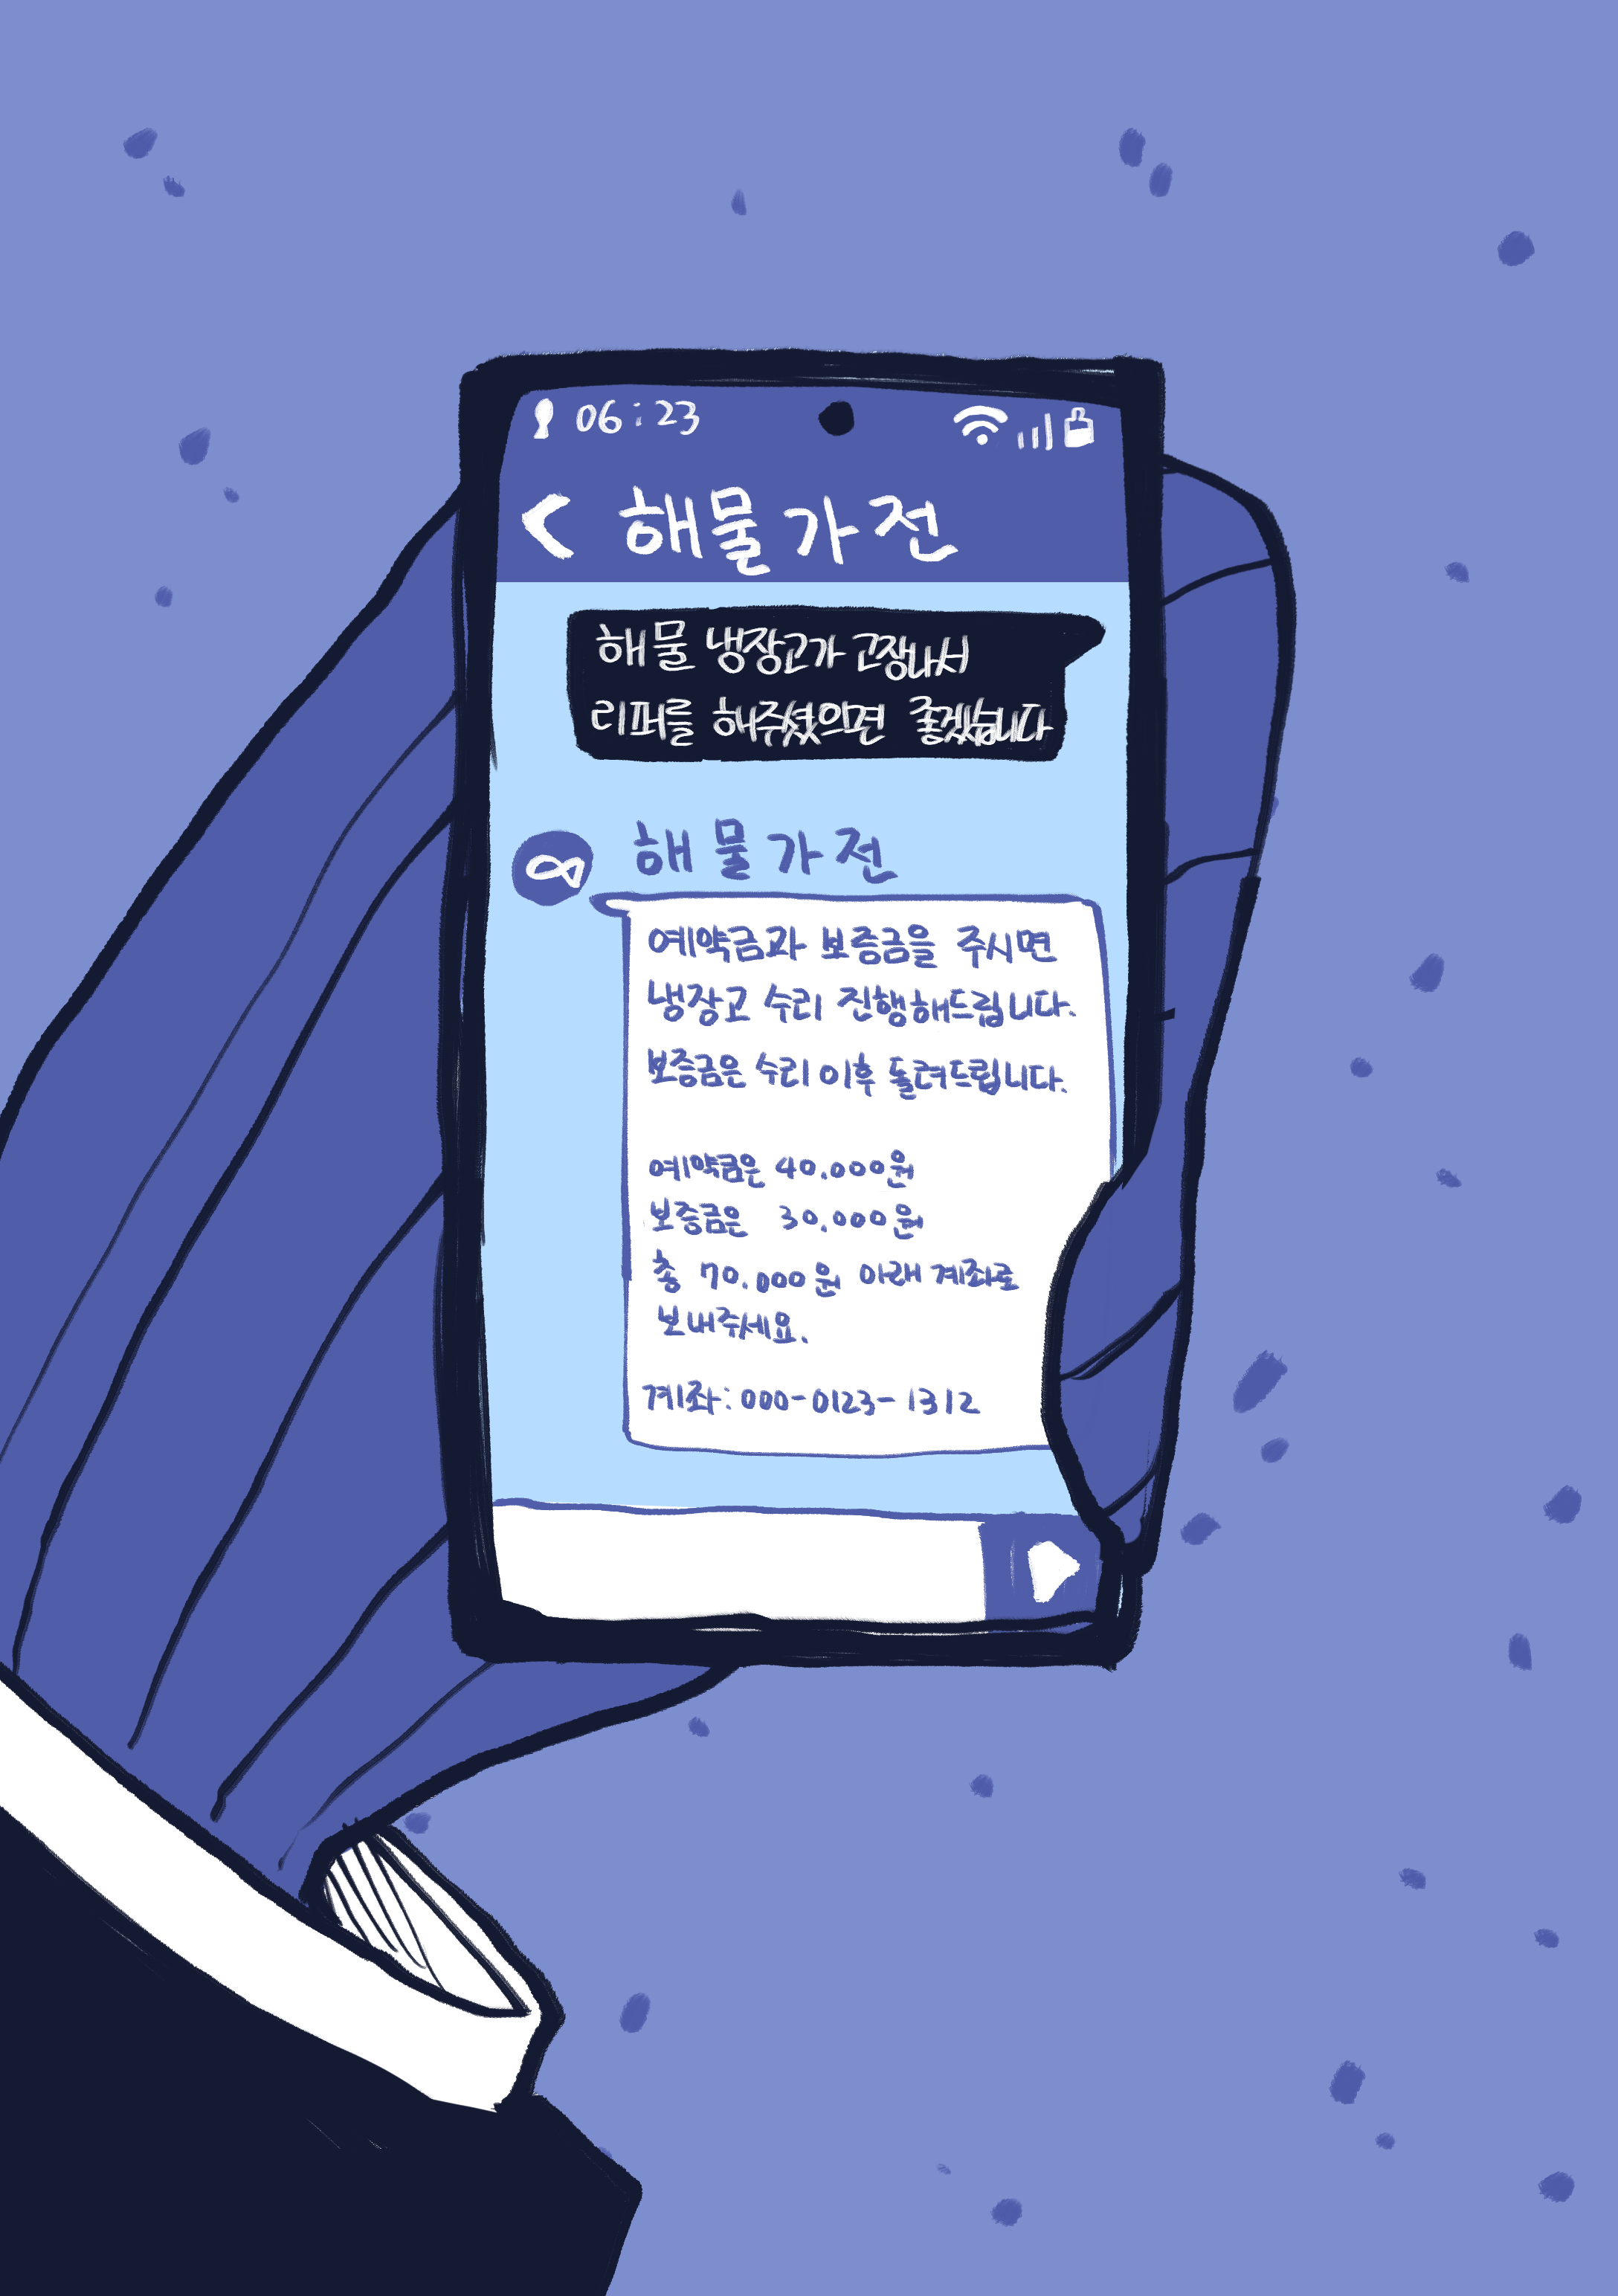 06:23
해물가전
해물 냉장고가 고장나서
리퍼를 해주셨으면 좋겠습니다
해물가전
예약금과 보증금을 주시면
냉장고 수리 진행해드립니다.
보증금은 수리 이후 돌려드립니다.
예약금은 40.000원
보증금은 30.000원
총 70.000원 아래 계좌로
보내주세요.
계좌: 000-0123-1312